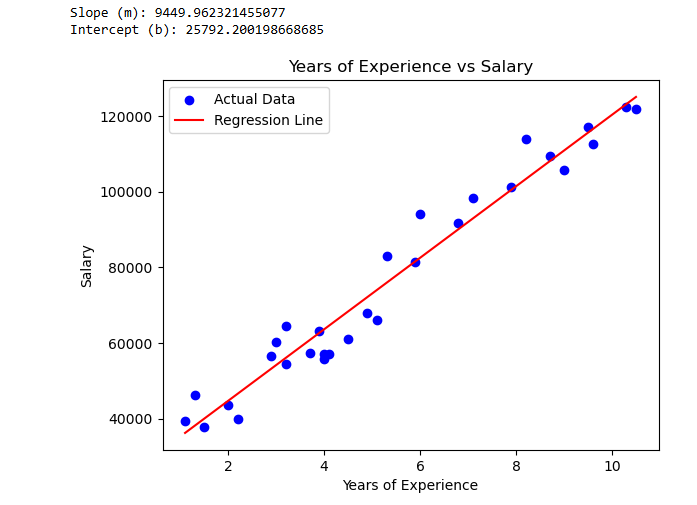 Slope (m): 9449.962321455077
Intercept (b): 25792.200198668685
Years of Experience vs Salary
Actual Data
Regression Line
120000
100000
80000
60000
40000
Salary
2 4 6 8 10
Years of Experience